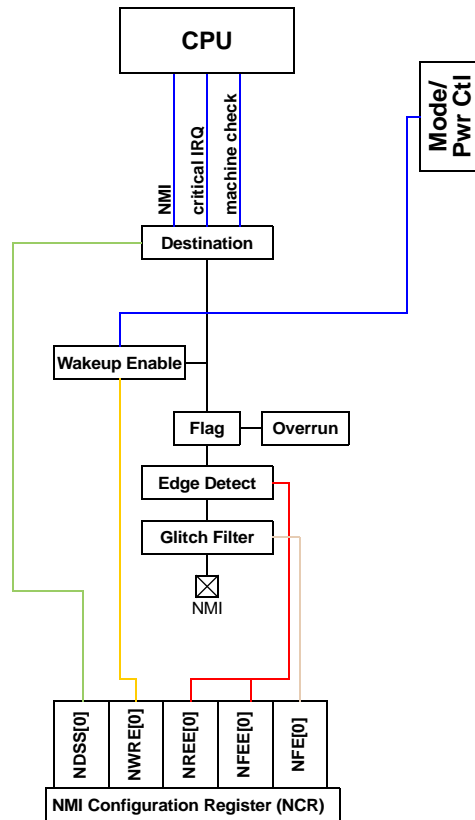 CPU
Mode/
Pwr Ctl
NMI
critical IRQ
machine check
Destination
Wakeup Enable
Flag
Overrun
Edge Detect
Glitch Filter
NMI
NDSS[0]
NWRE[0]
NREE[0]
NFEE[0]
NFE[0]
NMI Configuration Register (NCR)